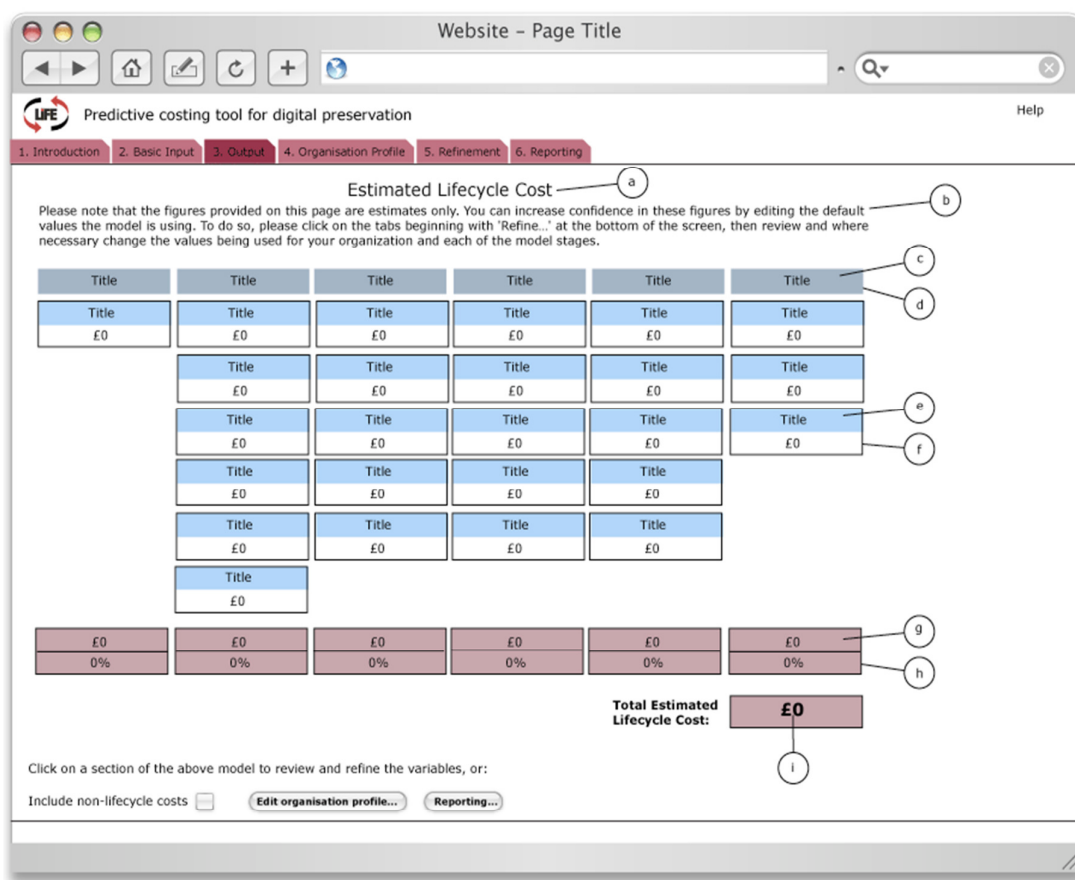 Website – Page Title
LiFE Predictive costing tool for digital preservation Help
1. Introduction 2. Basic Input 3. Output 4. Organisation Profile 5. Refinement 6. Reporting
Estimated Lifecycle Cost a
Please note that the figures provided on this page are estimates only. You can increase confidence in these figures by editing the default b
values the model is using. To do so, please click on the tabs beginning with 'Refine...' at the bottom of the screen, then review and where
necessary change the values being used for your organization and each of the model stages.
c
Title Title Title Title Title Title
d
Title Title Title Title Title Title
£0 £0 £0 £0 £0 £0
Title Title Title Title Title
£0 £0 £0 £0 £0
e
Title Title Title Title Title
£0 £0 £0 £0 £0
f
Title Title Title Title
£0 £0 £0 £0
Title Title Title Title
£0 £0 £0 £0
Title
£0
g
£0 £0 £0 £0 £0 £0
0% 0% 0% 0% 0% 0%
h
Total Estimated
Lifecycle Cost:
£0
i
Click on a section of the above model to review and refine the variables, or:
Include non-lifecycle costs Edit organisation profile... Reporting...